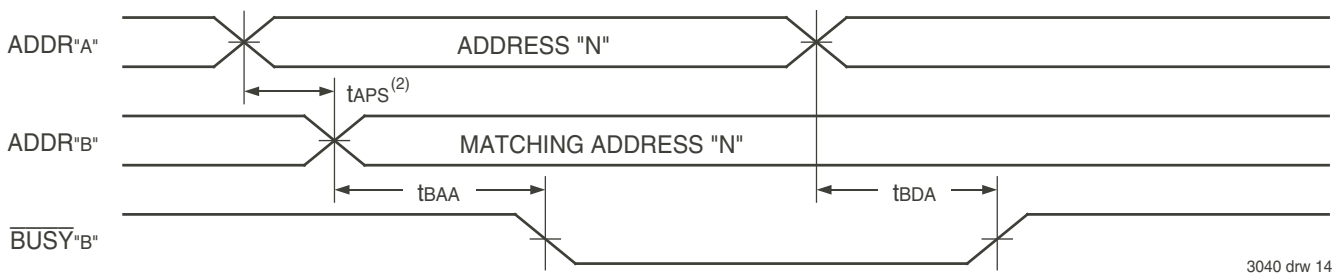 ADDR"A"
ADDRESS "N"
tAPS(2)
ADDR"B"
MATCHING ADDRESS "N"
tBAA
tBDA
BUSY"B"
3040 drw 14